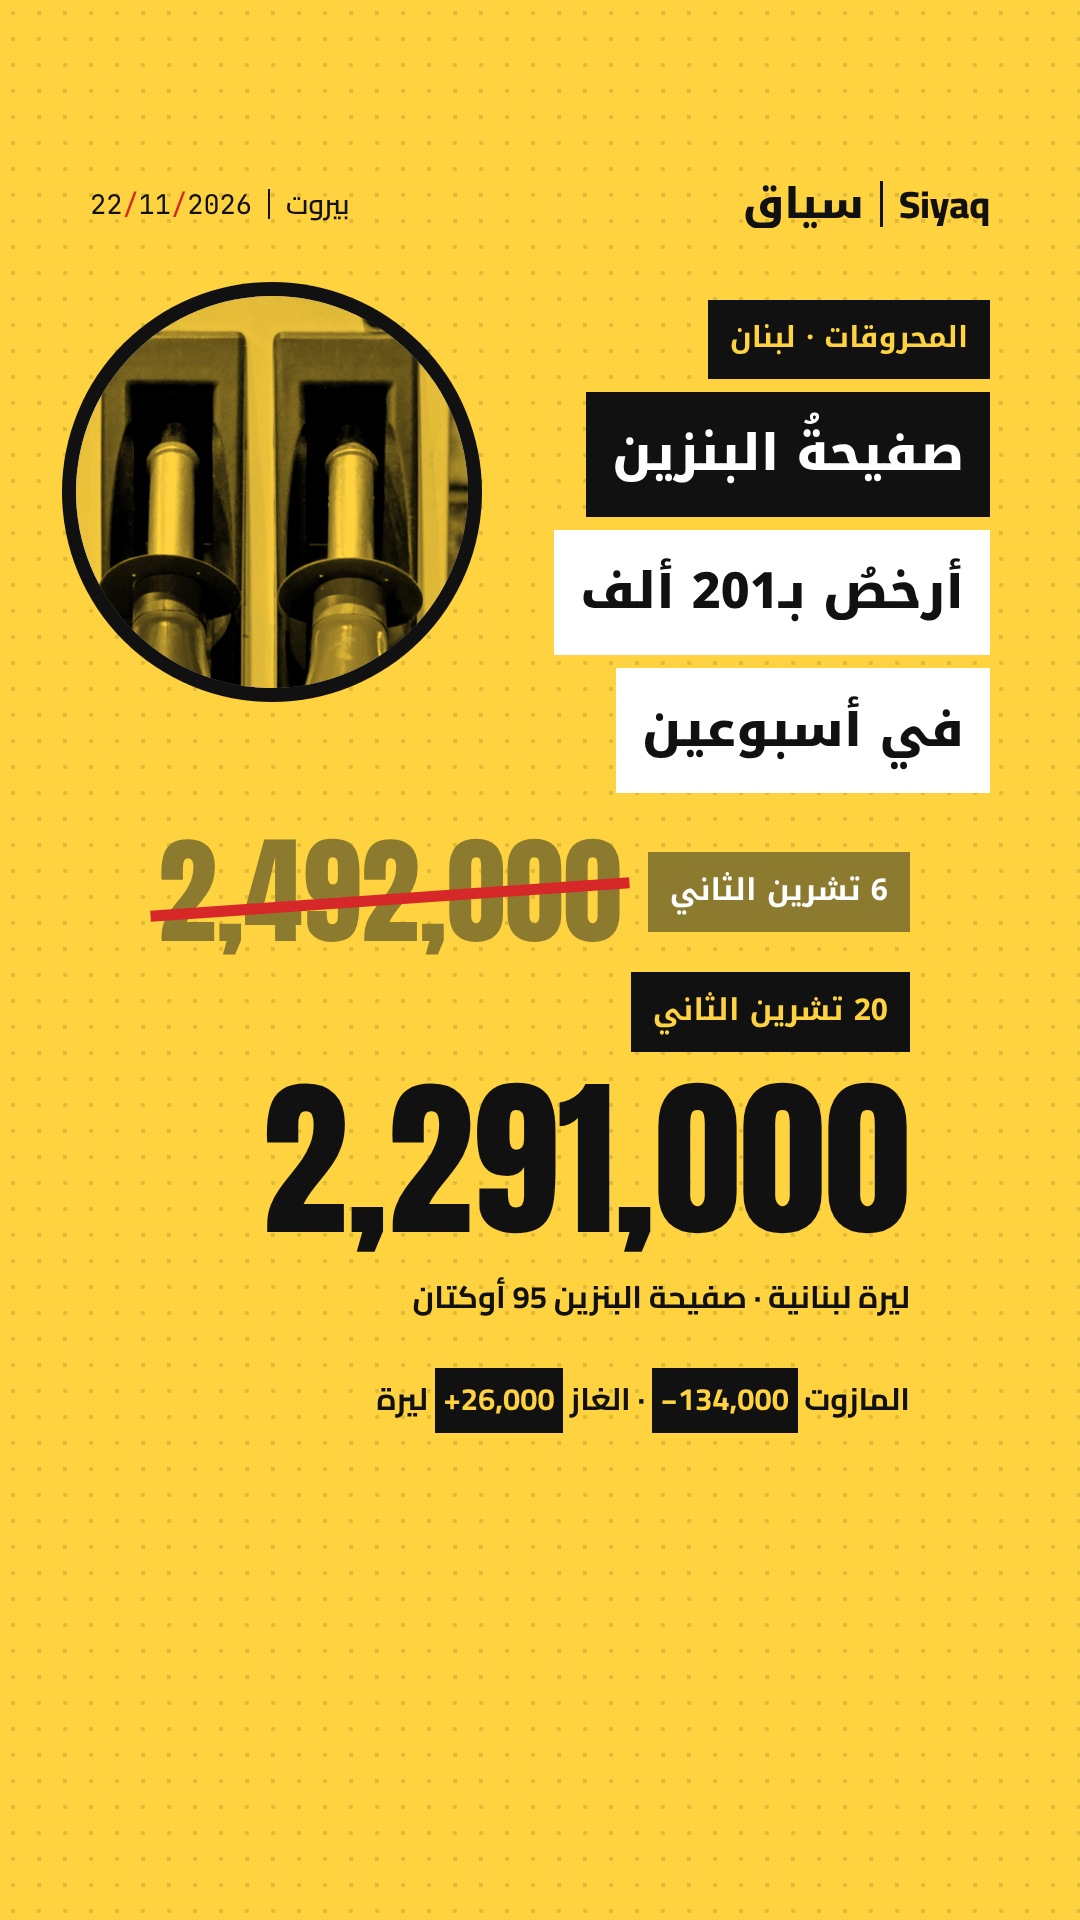 Siyaq | سياق
بيروت | 22/11/2026
المحروقات · لبنان
صفيحةُ البنزين
أرخصُ بـ201 ألف
في أسبوعين
6 تشرين الثاني
2,492,000
20 تشرين الثاني
2,291,000
ليرة لبنانية · صفيحة البنزين 95 أوكتان
المازوت −134,000 · الغاز +26,000 ليرة